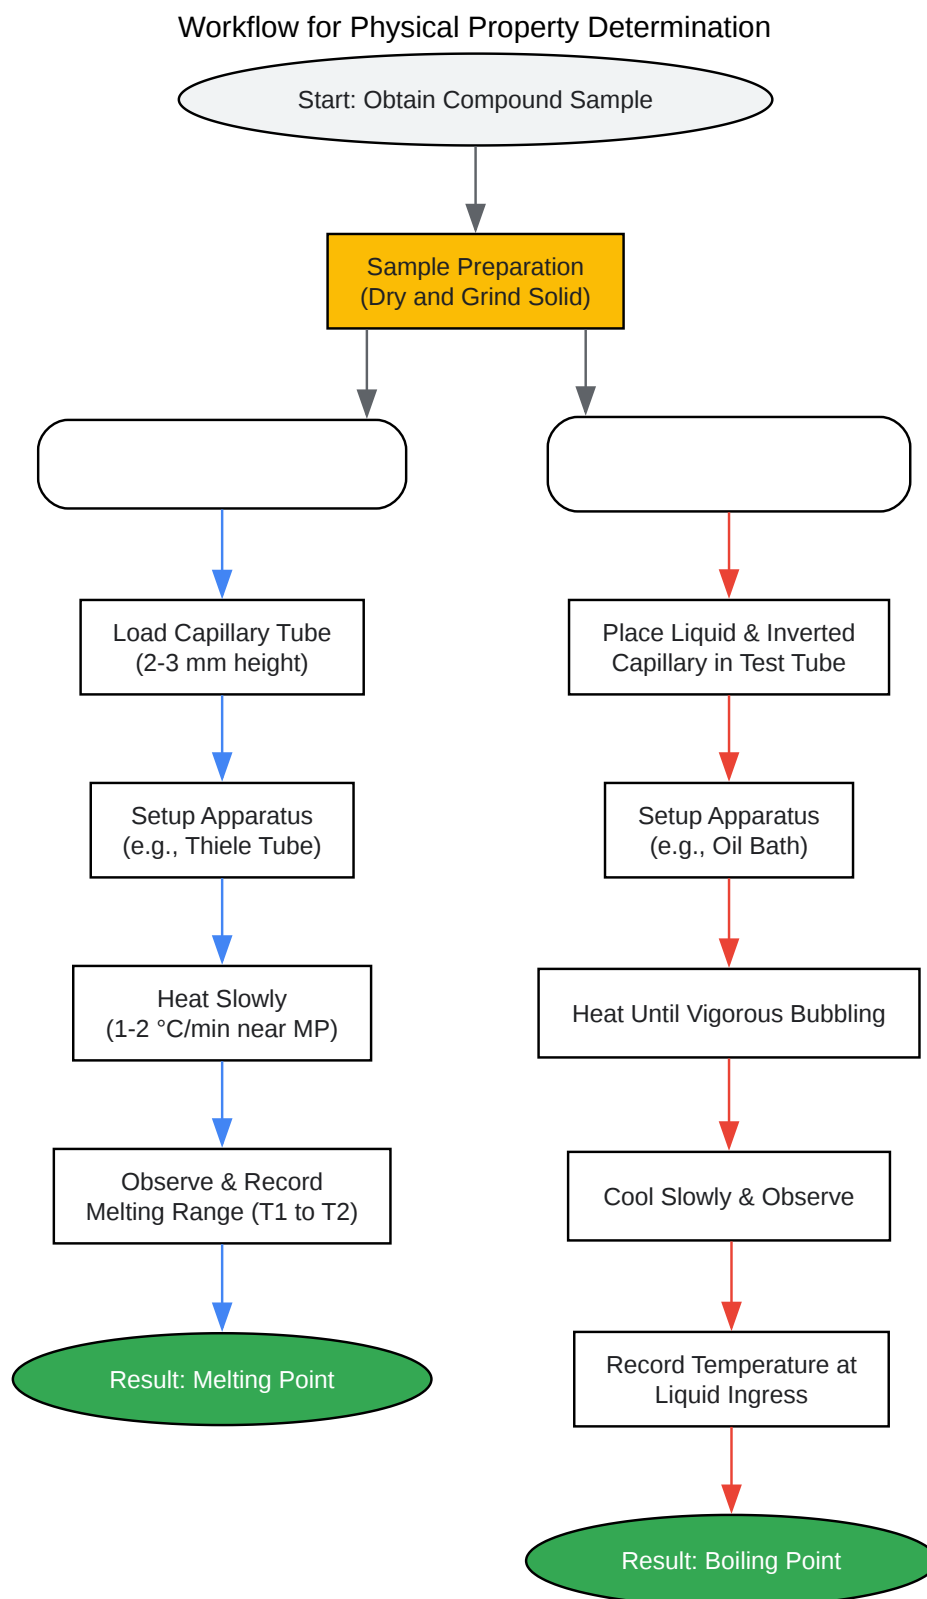 Workflow for Physical Property Determination
Start: Obtain Compound Sample
Sample Preparation
(Dry and Grind Solid)
Load Capillary Tube
(2-3 mm height)
Setup Apparatus
(e.g., Thiele Tube)
Heat Slowly
(1-2 °C/min near MP)
Observe & Record
Melting Range (T1 to T2)
Result: Melting Point
Place Liquid & Inverted
Capillary in Test Tube
Setup Apparatus
(e.g., Oil Bath)
Heat Until Vigorous Bubbling
Cool Slowly & Observe
Record Temperature at
Liquid Ingress
Result: Boiling Point